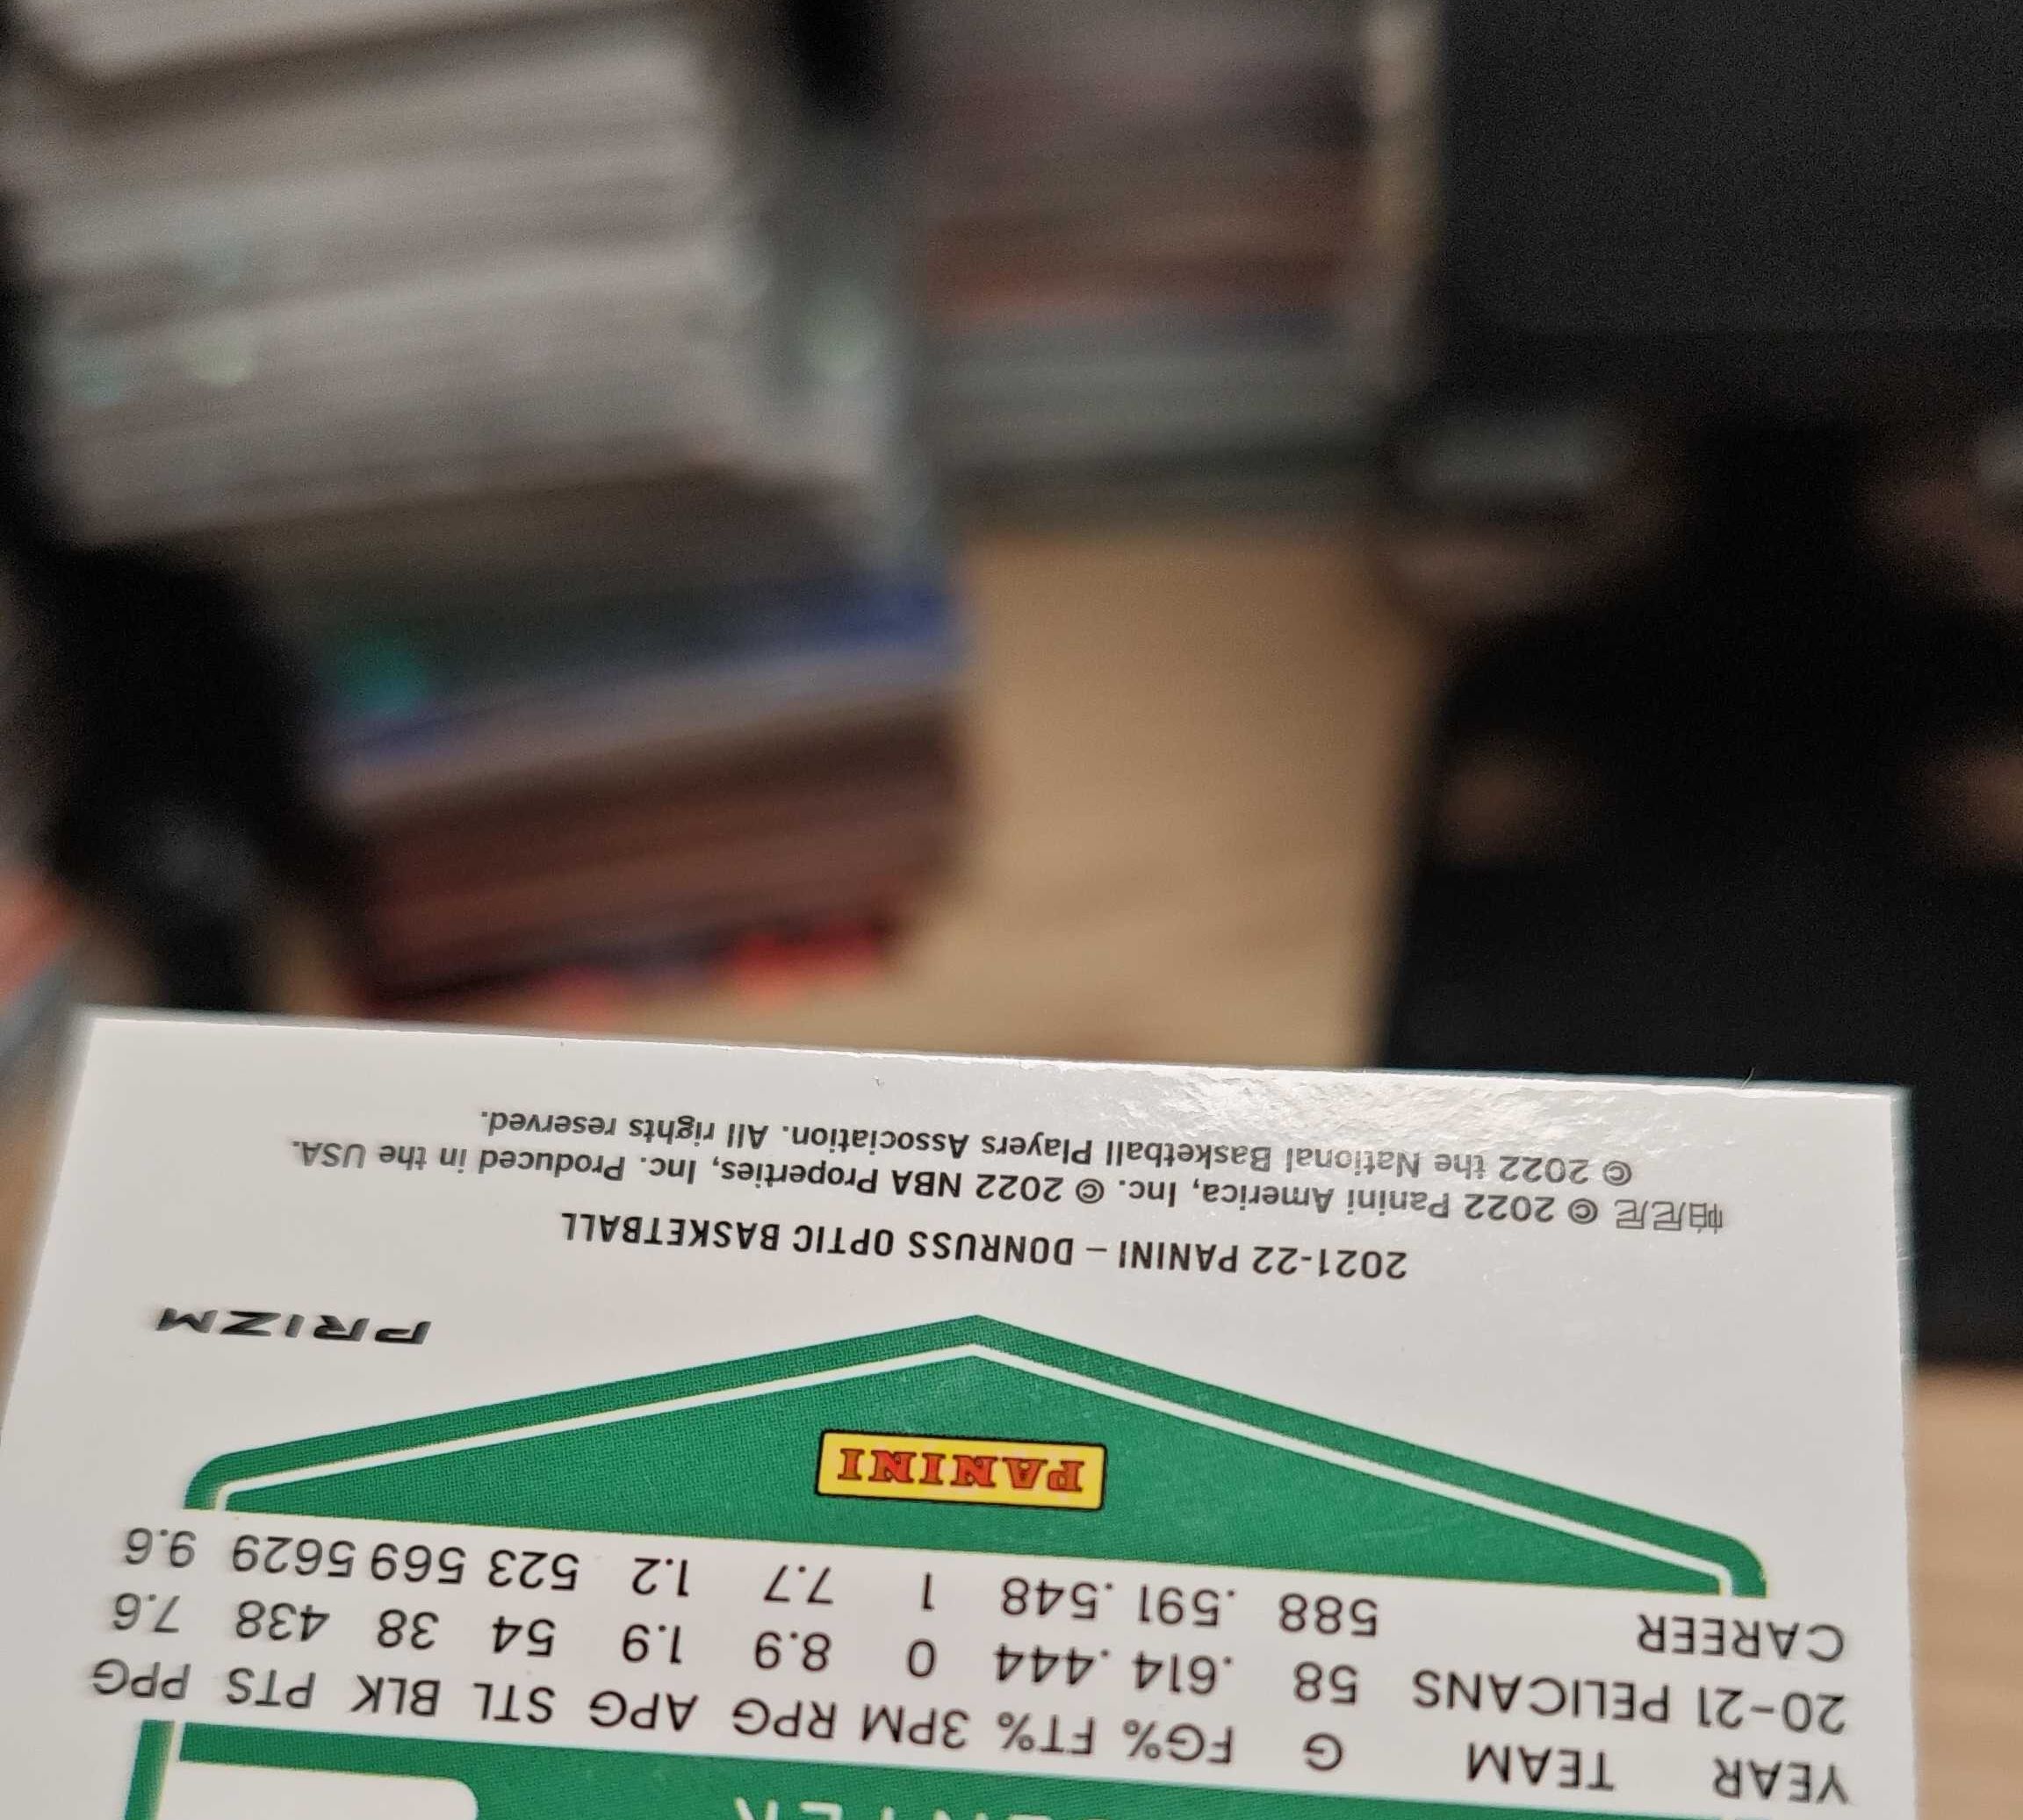 YEAR TEAM G FG% FT% 3PM RPG APG STL BLK PTS PPG
20-21 PELICANS 58 .614 .444 0 8.9 1.9 54 38 438 7.6
CAREER 588 .591 .548 1 7.7 1.2 523 569 5629 9.6
PANINI
PRIZM
2021-22 PANINI – DONRUSS OPTIC BASKETBALL
帕尼尼 © 2022 Panini America, Inc. © 2022 NBA Properties, Inc. Produced in the USA.
© 2022 the National Basketball Players Association. All rights reserved.